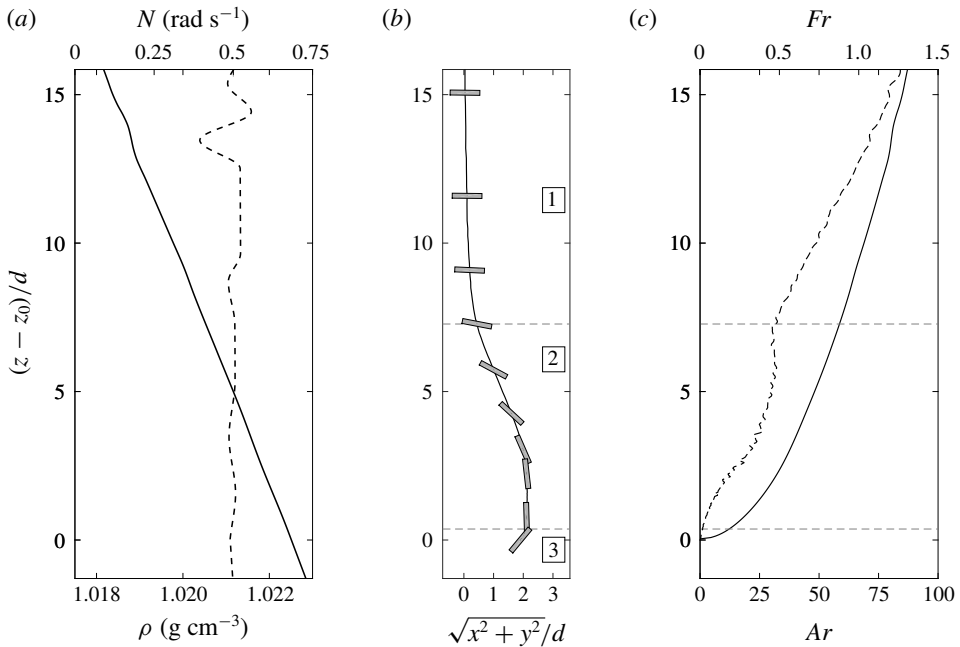 (a) N (rad s⁻¹)
0 0.25 0.50 0.75
15
10
5
0
(z − z₀)/d
1.018 1.020 1.022
ρ (g cm⁻³)
(b)
15
10
5
0
1
2
3
0 1 2 3
√x² + y²/d
(c) Fr
0 0.5 1.0 1.5
15
10
5
0
0 25 50 75 100
Ar